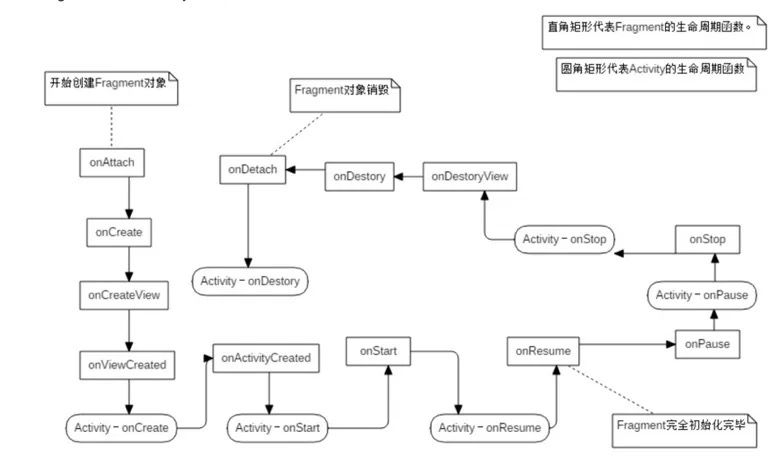 直角矩形代表Fragment的生命周期函数。
圆角矩形代表Activity的生命周期函数
开始创建Fragment对象
Fragment对象销毁
onAttach
onDetach
onDestory
onDestoryView
onCreate
Activity－onStop
onStop
onCreateView
Activity－onDestory
Activity－onPause
onViewCreated
onActivityCreated
onStart
onResume
onPause
Activity－onCreate
Activity－onStart
Activity－onResume
Fragment完全初始化完毕